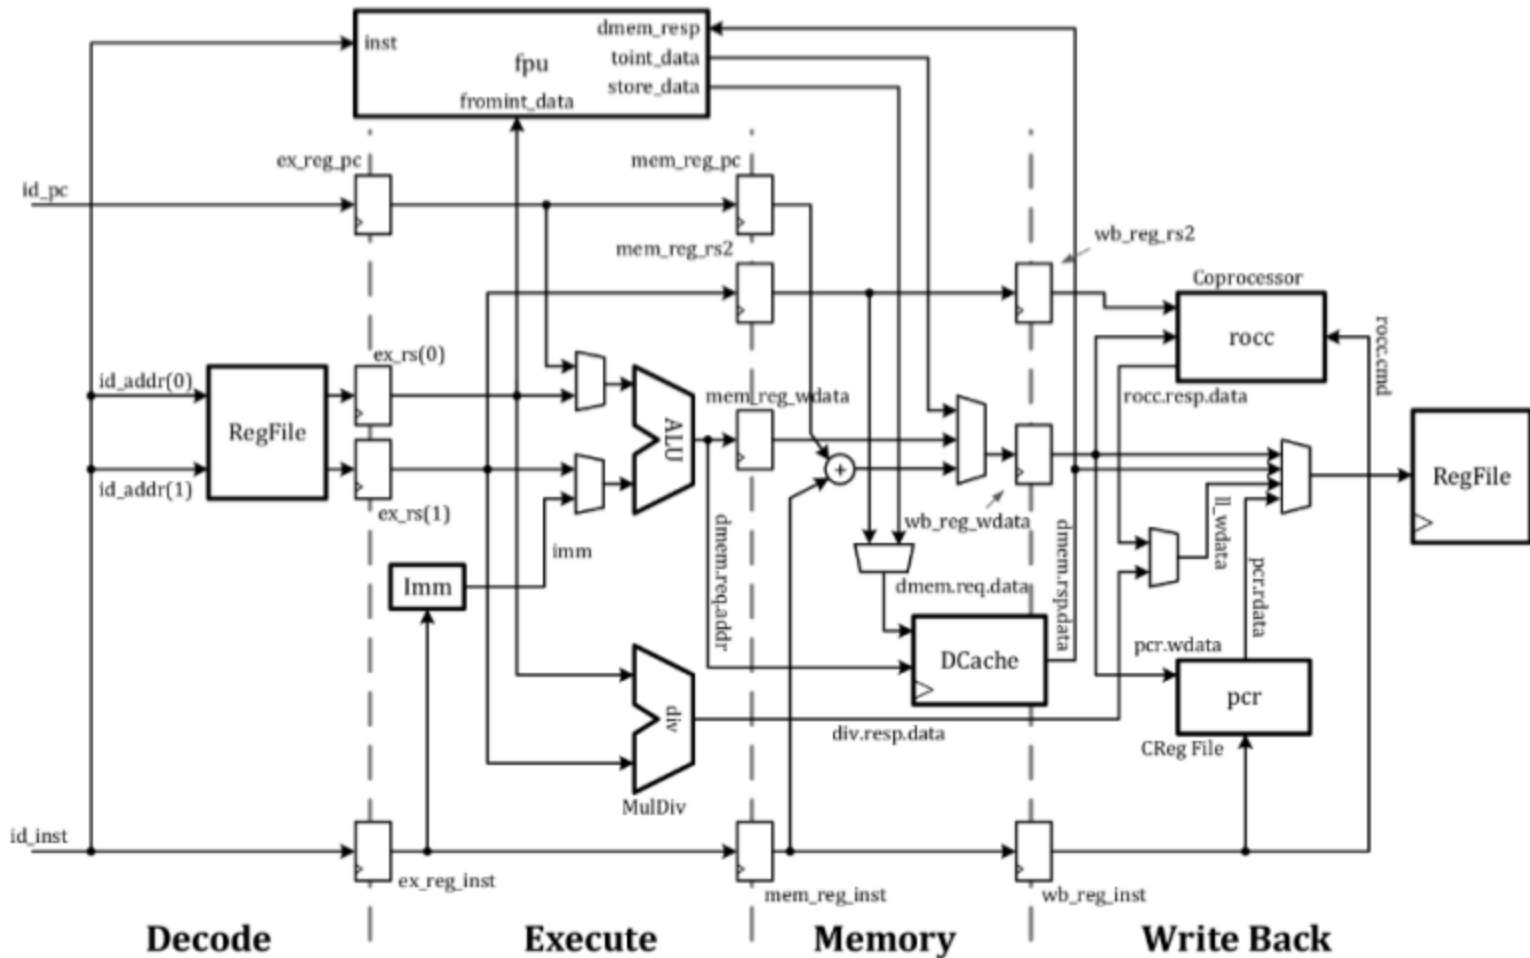 inst
fpu
dmem_resp
toint_data
store_data
fromint_data
ex_reg_pc
mem_reg_pc
id_pc
mem_reg_rs2
wb_reg_rs2
Coprocessor
rocc
rocc.cmd
ex_rs(0)
id_addr(0)
RegFile
id_addr(1)
ex_rs(1)
ALU
mem_reg_wdata
+
rocc.resp.data
RegFile
wb_reg_wdata
ll_wdata
imm
Imm
dmem.req.addr
dmem.req.data
dmem.rsp.data
DCache
pcr.wdata
pcr.rdata
pcr
CReg File
div
div.resp.data
MulDiv
id_inst
ex_reg_inst
mem_reg_inst
wb_reg_inst
Decode
Execute
Memory
Write Back